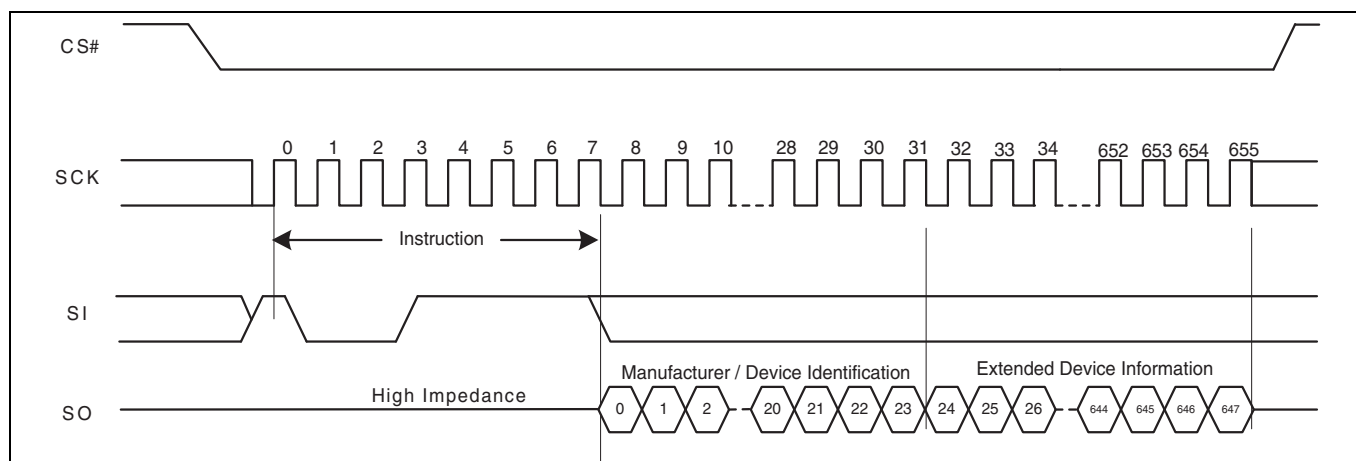 CS#
SCK
0 1 2 3 4 5 6 7 8 9 10 28 29 30 31 32 33 34 652 653 654 655
Instruction
SI
Manufacturer / Device Identification Extended Device Information
SO
High Impedance
0 1 2 20 21 22 23 24 25 26 644 645 646 647